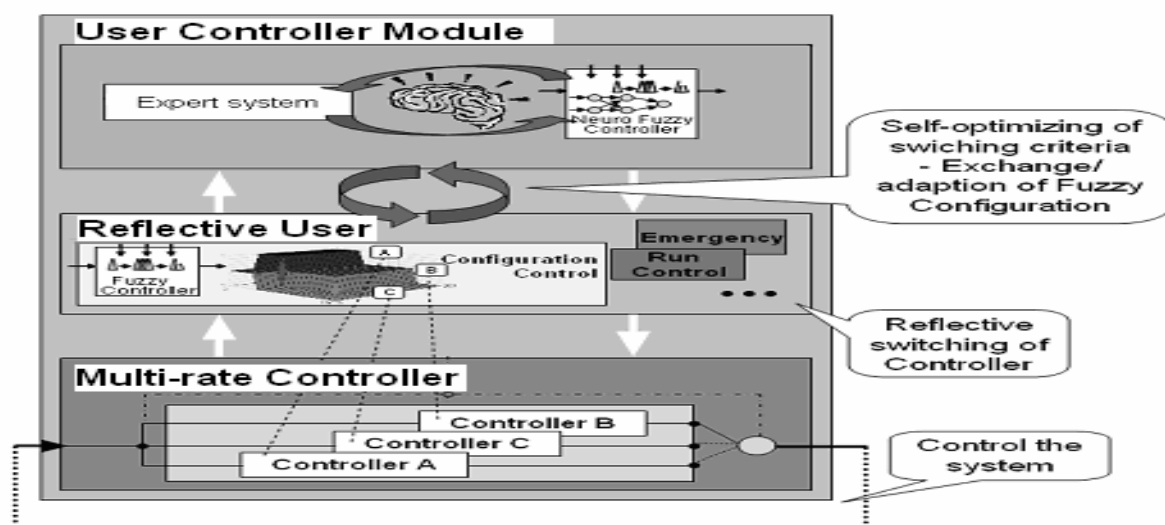 User Controller Module
Expert system
Neuro Fuzzy
Controller
Self-optimizing of
swiching criteria
- Exchange/
adaption of Fuzzy
Configuration
Reflective User
Fuzzy
Controller
A
B
C
Configuration
Control
Emergency
Run
Control
Reflective
switching of
Controller
Multi-rate Controller
Controller B
Controller C
Controller A
Control the
system